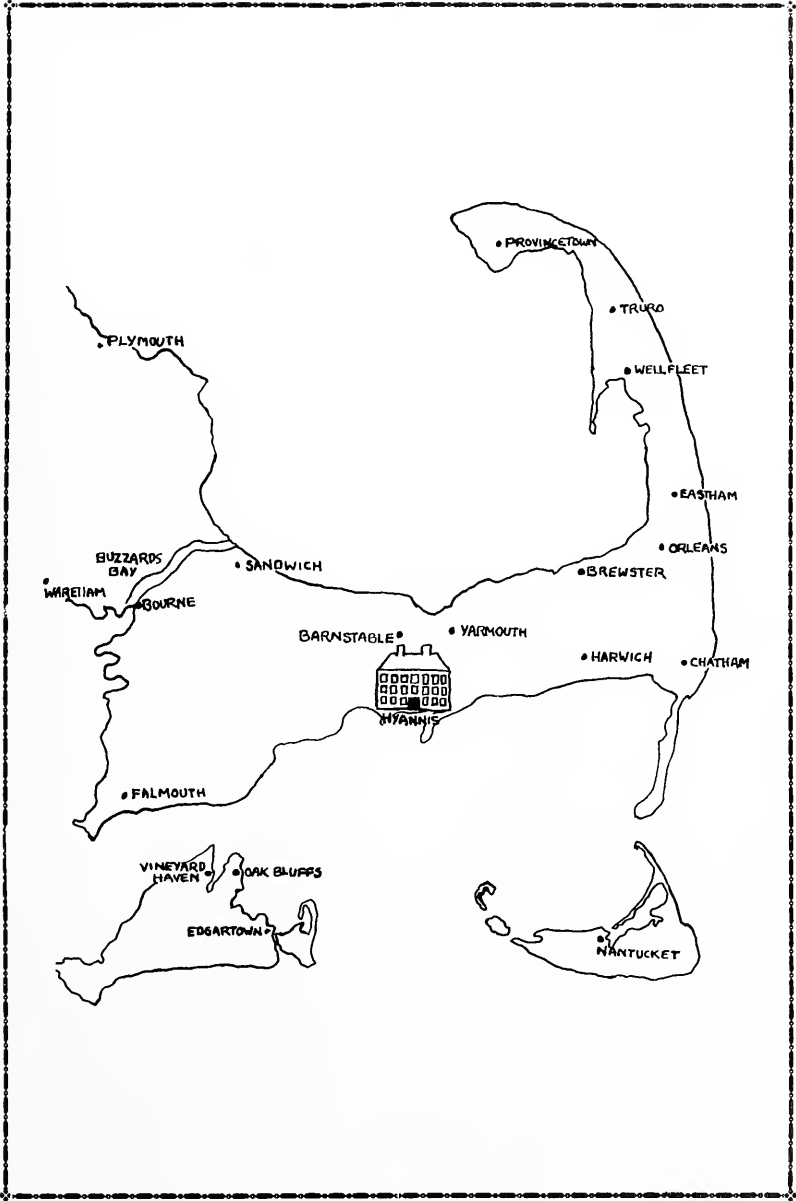 PROVINCETOWN
TRURO
PLYMOUTH
WELLFLEET
EASTHAM
ORLEANS
BUZZARDS
BAY
SANDWICH
BREWSTER
WAREHAM
BOURNE
BARNSTABLE
YARMOUTH
HARWICH
CHATHAM
HYANNIS
FALMOUTH
VINEYARD
HAVEN
OAK BLUFFS
EDGARTOWN
NANTUCKET